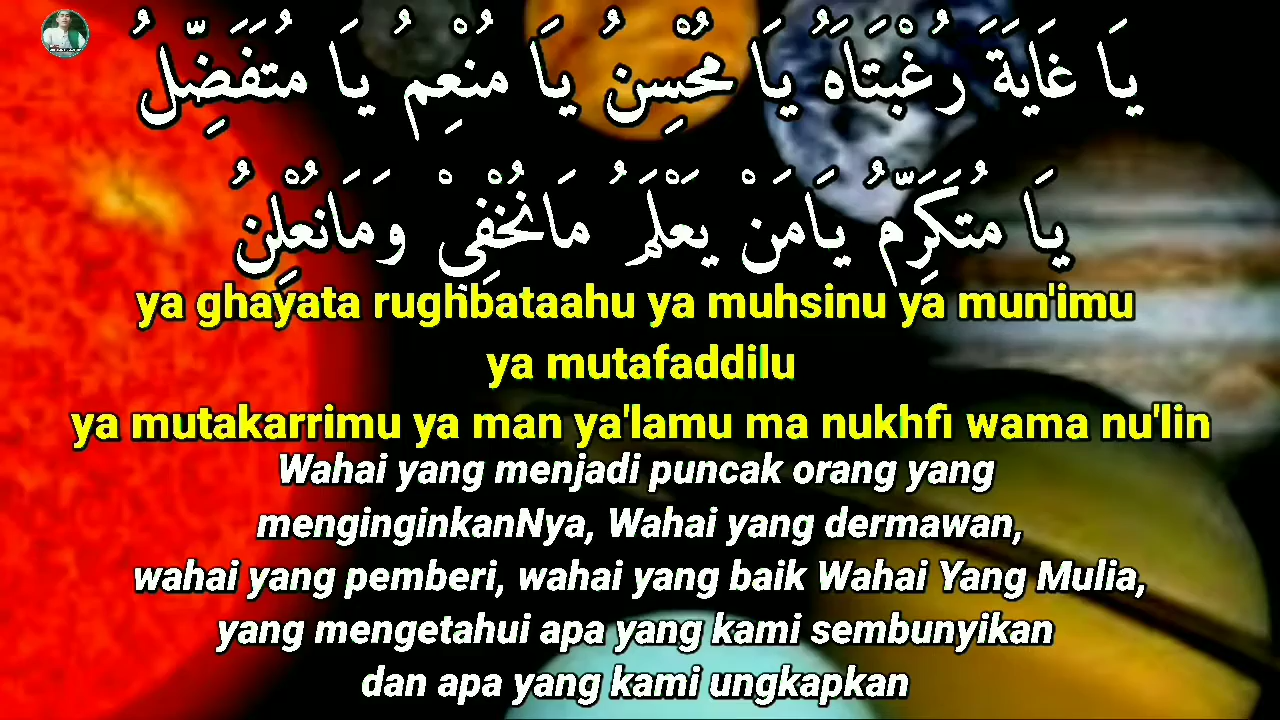 يَا غَايَةَ رُغْبَتَاهُ يَا مُحْسِنُ يَا مُنْعِمُ يَا مُتَفَضِّلُ
يَا مُتَكَرِّمُ يَامَنْ يَعْلَمُ مَانُخْفِيْ وَمَانُعْلِنُ
ya ghayata rughbataahu ya muhsinu ya mun'imu
ya mutafaddilu
ya mutakarrimu ya man ya'lamu ma nukhfi wama nu'lin
Wahai yang menjadi puncak orang yang
menginginkanNya, Wahai yang dermawan,
wahai yang pemberi, wahai yang baik Wahai Yang Mulia,
yang mengetahui apa yang kami sembunyikan
dan apa yang kami ungkapkan